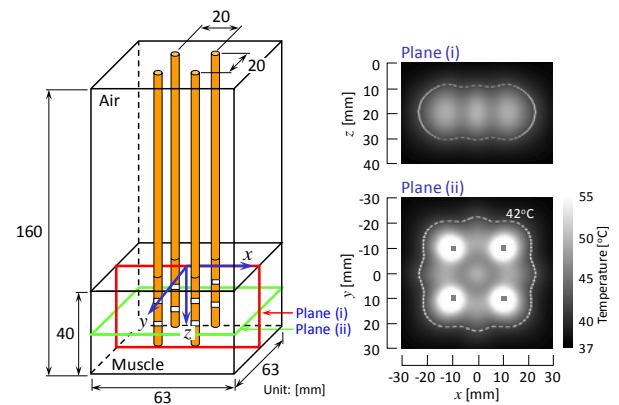 20
20
Air
160
x
y
z
40
Plane (i)
Plane (ii)
Muscle
63
63
Unit: [mm]
Plane (i)
0
10
20
30
40
z [mm]
Plane (ii)
-30
-20
-10
0
10
20
30
y [mm]
42°C
-30 -20 -10 0 10 20 30
x [mm]
55
50
45
40
37
Temperature [°C]